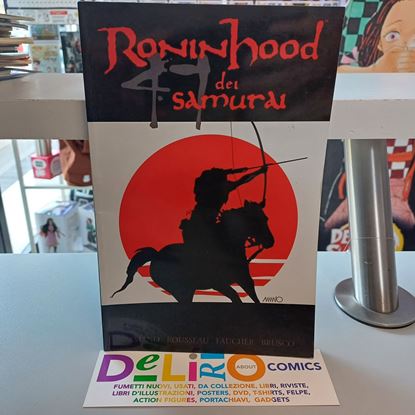 RONINHOOD
47 dei
SAMURAI
MINO
ROUSSEAU FAUCHER BRUSCO
DeLiRiO ABOUT COMICS
FUMETTI NUOVI, USATI, DA COLLEZIONE, LIBRI, RIVISTE,
LIBRI D'ILLUSTRAZIONI, POSTERS, DVD, T-SHIRTS, FELPE,
ACTION FIGURES, PORTACHIAVI, GADGETS